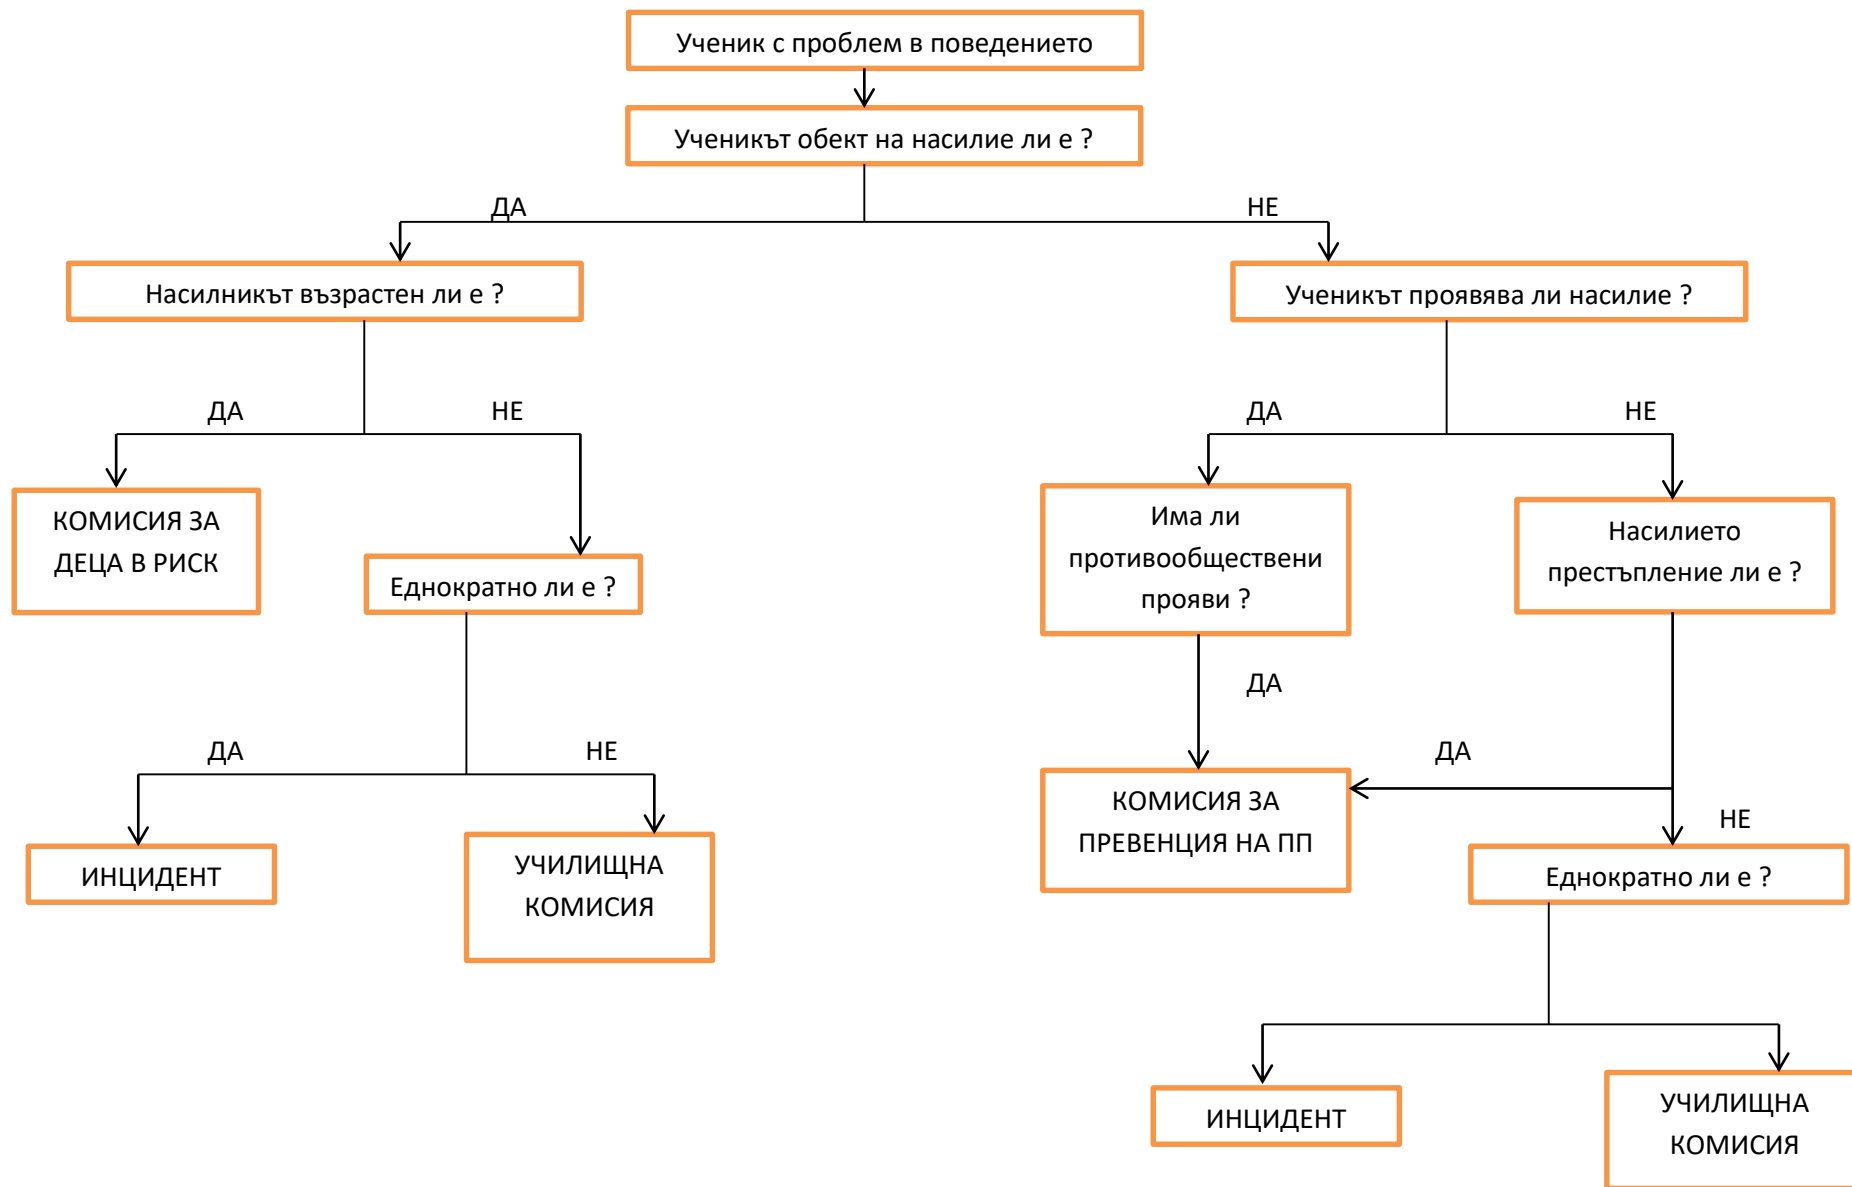 Ученик с проблем в поведението
Ученикът обект на насилие ли е ?
ДА
НЕ
Насилникът възрастен ли е ?
Ученикът проявява ли насилие ?
ДА
НЕ
ДА
НЕ
КОМИСИЯ ЗА
ДЕЦА В РИСК
Еднократно ли е ?
Има ли
противообществени
прояви ?
Насилието
престъпление ли е ?
ДА
ДА
НЕ
ДА
ИНЦИДЕНТ
УЧИЛИЩНА
КОМИСИЯ
КОМИСИЯ ЗА
ПРЕВЕНЦИЯ НА ПП
НЕ
Еднократно ли е ?
ИНЦИДЕНТ
УЧИЛИЩНА
КОМИСИЯ